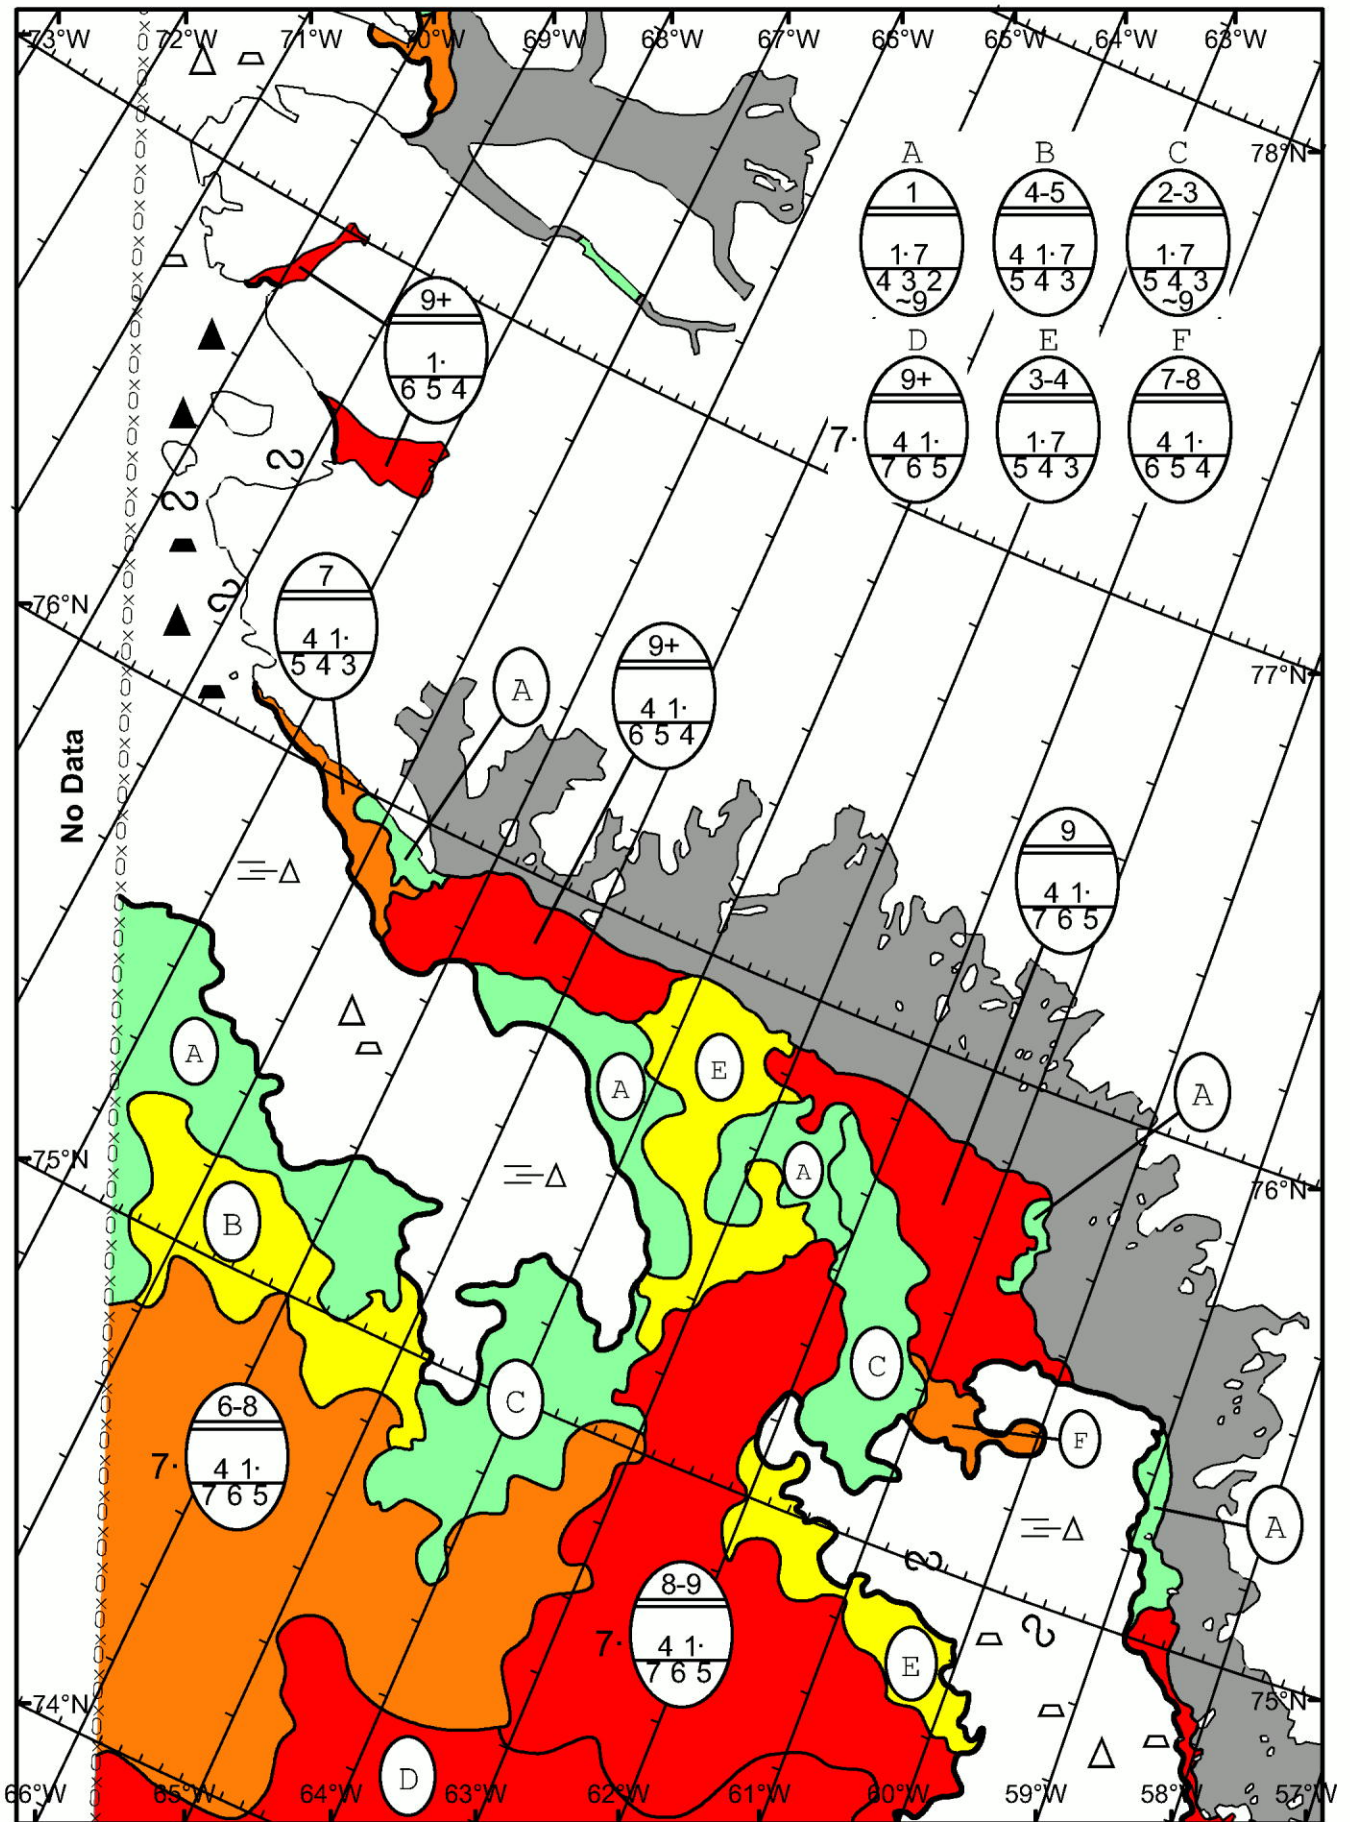 73°W 72°W 71°W 70°W 69°W 68°W 67°W 66°W 65°W 64°W 63°W
78°N
A B C
1 4-5 2-3
1·7 4 1·7 1·7
4 3 2 5 4 3 5 4 3
~9 ~9
D E F
9+ 3-4 7-8
7· 4 1· 1·7 4 1·
7 6 5 5 4 3 6 5 4
9+
1·
6 5 4
7
4 1·
5 4 3
76°N
A
9+
4 1·
6 5 4
77°N
No Data
9
4 1·
7 6 5
A
E
A
A
A
75°N
76°N
B
C
C
F
6-8
7· 4 1·
7 6 5
A
8-9
7· 4 1·
7 6 5
E
74°N
75°N
D
66°W 65°W 64°W 63°W 62°W 61°W 60°W 59°W 58°W 57°W